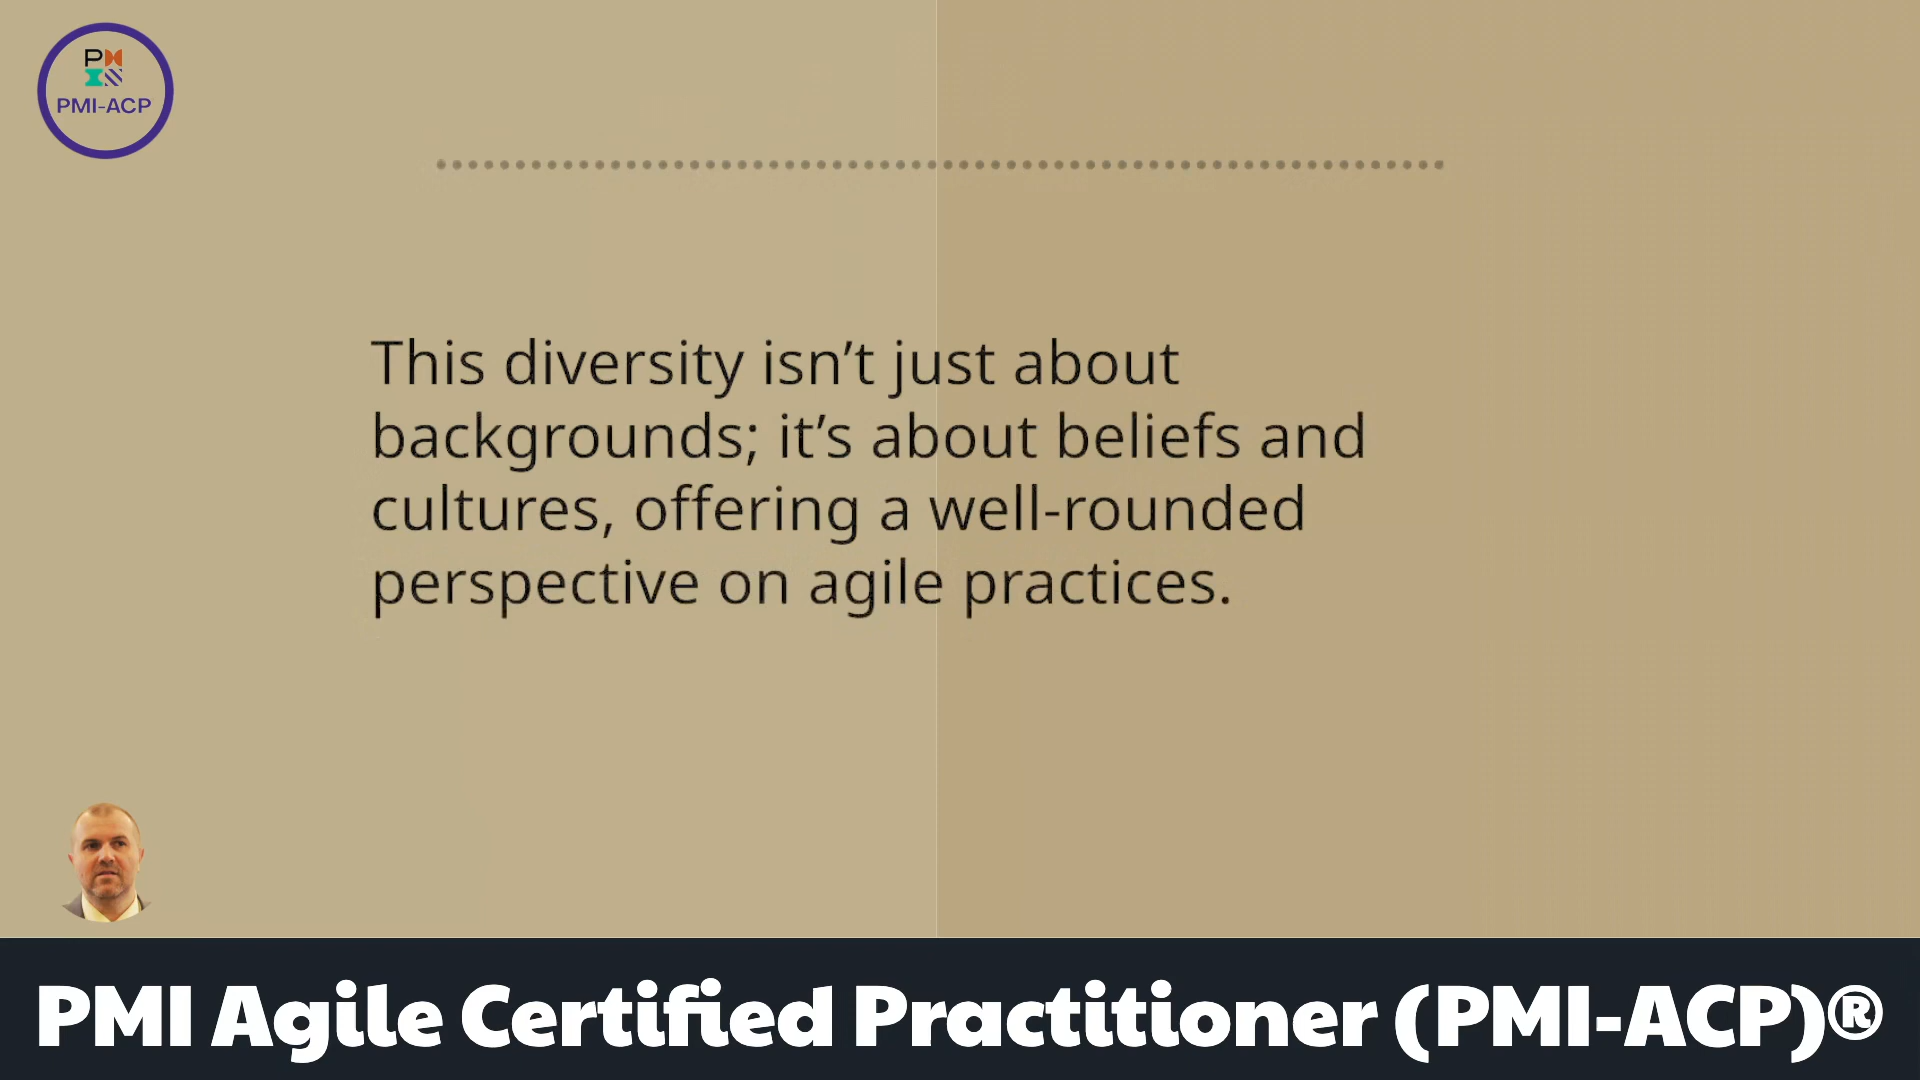 PMI-ACP
This diversity isn’t just about
backgrounds; it’s about beliefs and
cultures, offering a well-rounded
perspective on agile practices.
PMI Agile Certified Practitioner (PMI-ACP)®